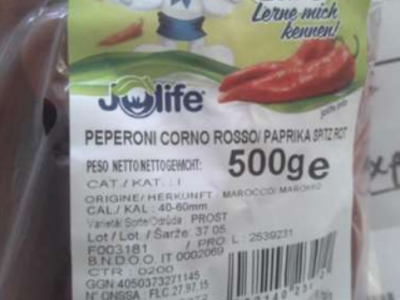 Lerne mich
kennen!
JOlife
PEPERONI CORNO ROSSO/ PAPRIKA SPITZ ROT
PESO NETTO/NETTOGEWICHT: 500g e
CAT./KAT.: I
ORIGINE/HERKUNFT: MAROCCO/ MAROKKO
CAL / KAL : 40-60mm
Varietà/ Sorte/Odrůda : PROST
Lot / Lot. / Šarže: 37 05
F003181 / PRO L : 2539231
B.N.D.O.O. IT 0002069
CTR : 0200
GGN 4050373271145
N° ONSSA : FLC.27.97.15